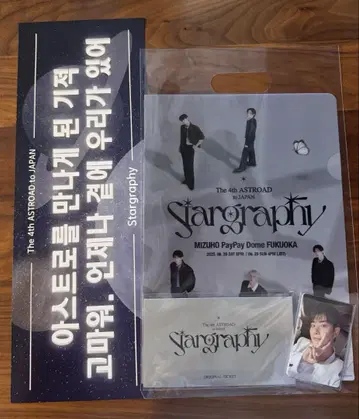 The 4th ASTROAD to JAPAN
아스트로를 만나게 된 기적
고마워. 언제나 곁에 우리가 있어
Stargraphy
The 4th ASTROAD
to JAPAN
Stargraphy
MIZUHO PayPay Dome FUKUOKA
The 4th ASTROAD
to JAPAN
Stargraphy
ORIGINAL TICKET